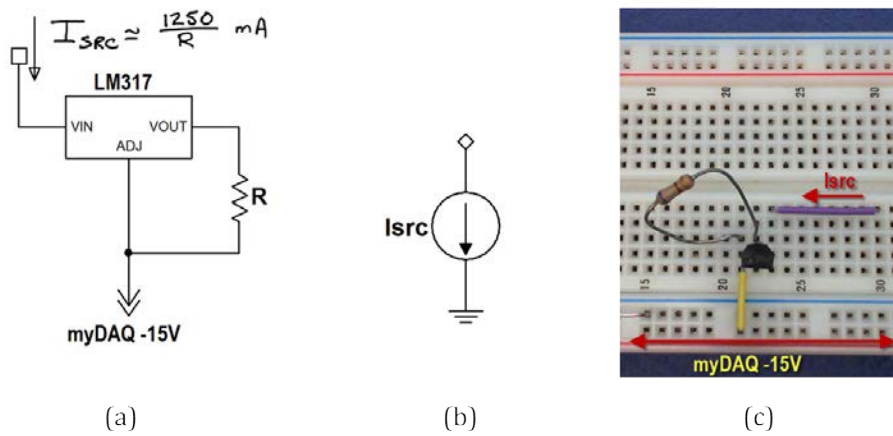 I SRC ≈ 1250 / R mA
LM317
VIN VOUT
ADJ
R
myDAQ -15V
(a)
Isrc
(b)
15 20 25 30
Isrc
15 20 25 30
myDAQ -15V
(c)